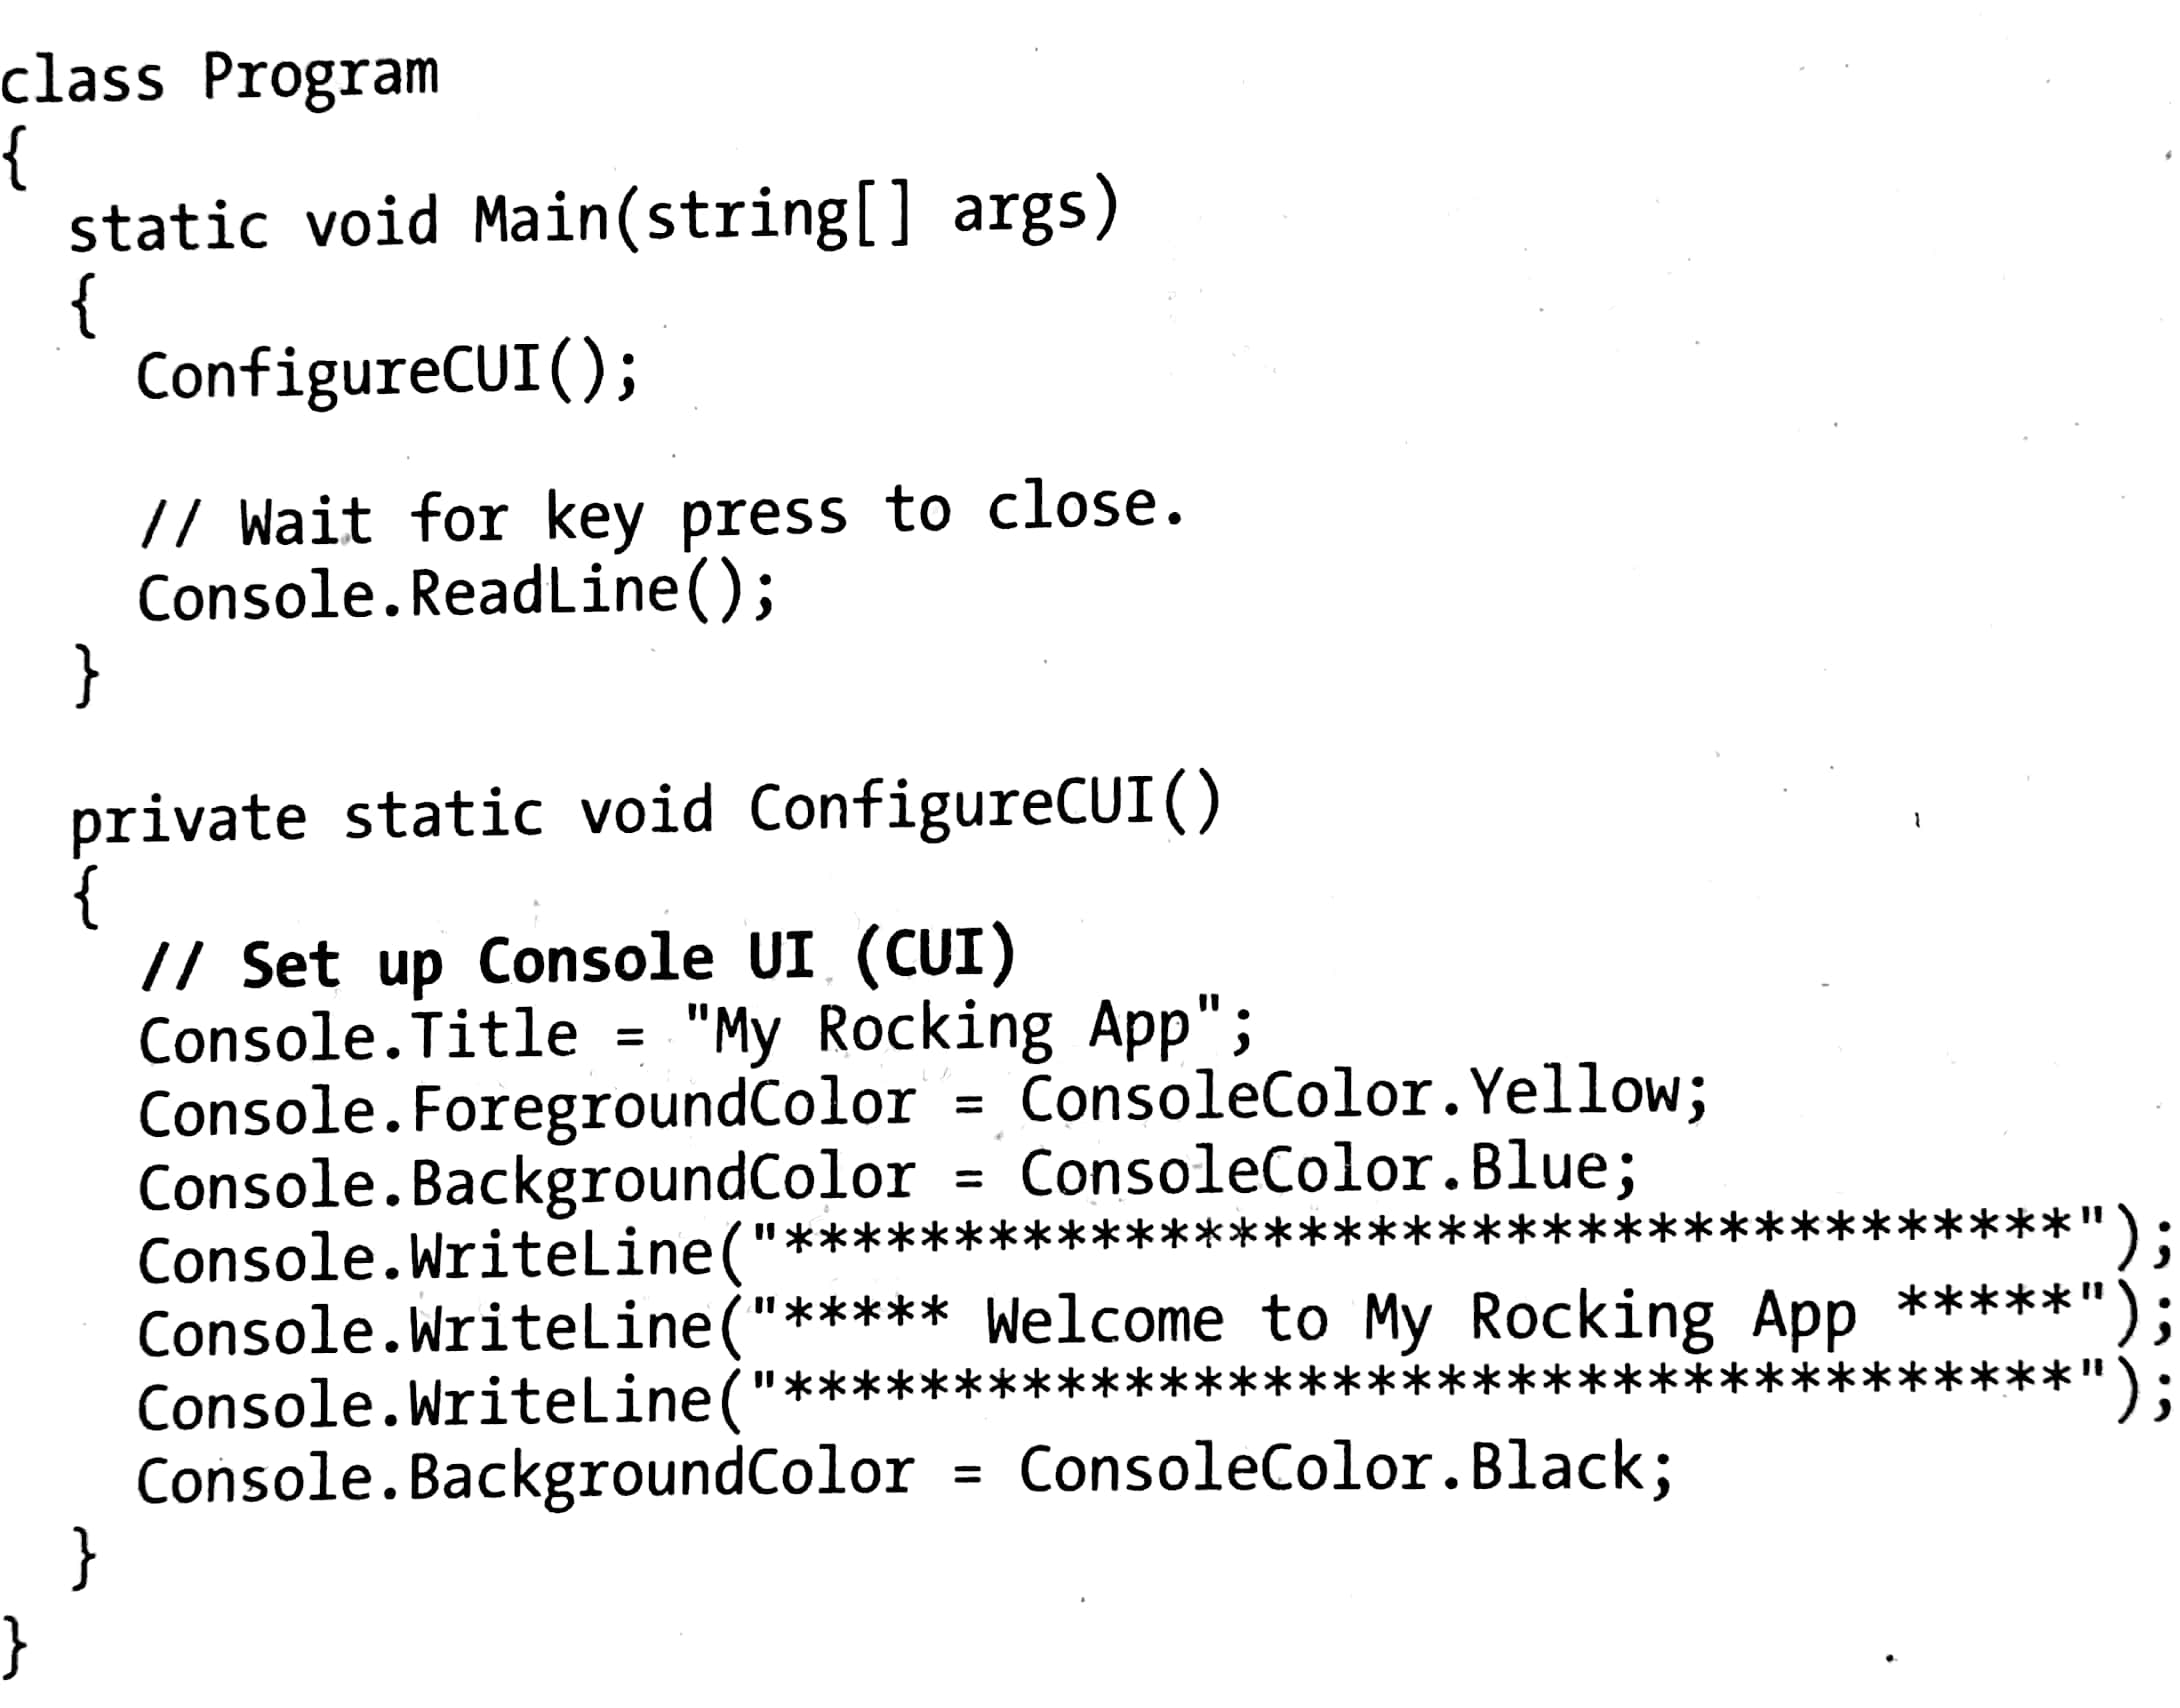 class Program
{
  static void Main(string[] args)
  {
    ConfigureCUI();

    // Wait for key press to close.
    Console.ReadLine();
  }

  private static void ConfigureCUI()
  {
    // Set up Console UI (CUI)
    Console.Title = "My Rocking App";
    Console.ForegroundColor = ConsoleColor.Yellow;
    Console.BackgroundColor = ConsoleColor.Blue;
    Console.WriteLine("*************************************");
    Console.WriteLine("***** Welcome to My Rocking App *****");
    Console.WriteLine("*************************************");
    Console.BackgroundColor = ConsoleColor.Black;
  }
}